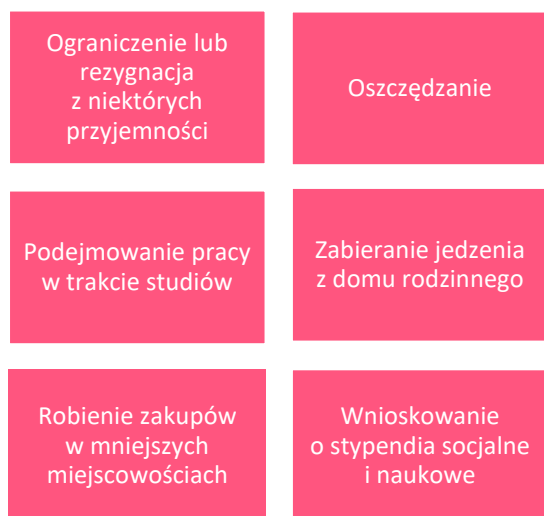 Ograniczenie lub
rezygnacja
z niektórych
przyjemności
Oszczędzanie
Podejmowanie pracy
w trakcie studiów
Zabieranie jedzenia
z domu rodzinnego
Robienie zakupów
w mniejszych
miejscowościach
Wnioskowanie
o stypendia socjalne
i naukowe